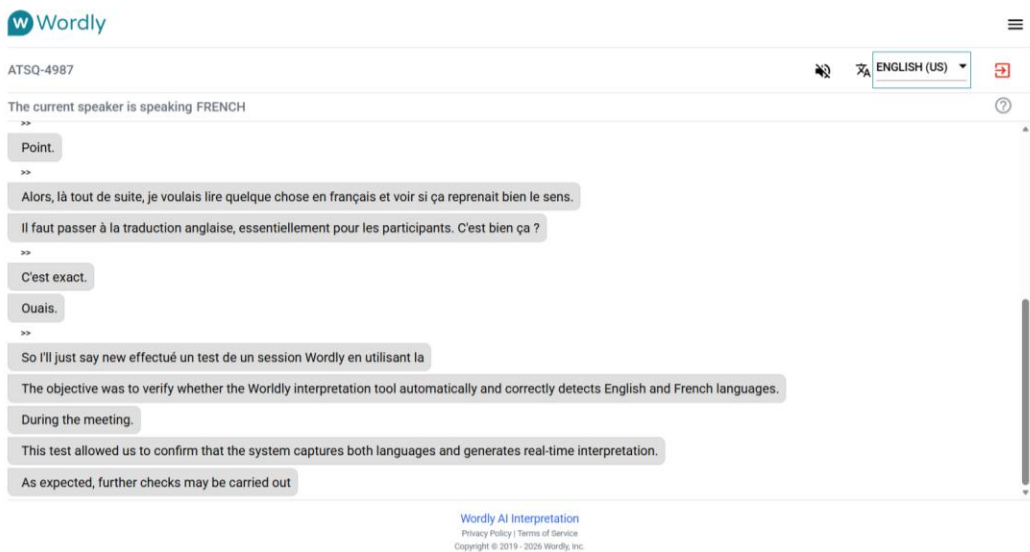 Wordly
ATSQ-4987
ENGLISH (US)
The current speaker is speaking FRENCH
>>
Point.
>>
Alors, là tout de suite, je voulais lire quelque chose en français et voir si ça reprenait bien le sens.
Il faut passer à la traduction anglaise, essentiellement pour les participants. C'est bien ça ?
>>
C'est exact.
Ouais.
>>
So I'll just say new effectué un test de un session Wordly en utilisant la
The objective was to verify whether the Worldly interpretation tool automatically and correctly detects English and French languages.
During the meeting.
This test allowed us to confirm that the system captures both languages and generates real-time interpretation.
As expected, further checks may be carried out
Wordly AI Interpretation
Privacy Policy | Terms of Service
Copyright © 2019 - 2026 Wordly, Inc.